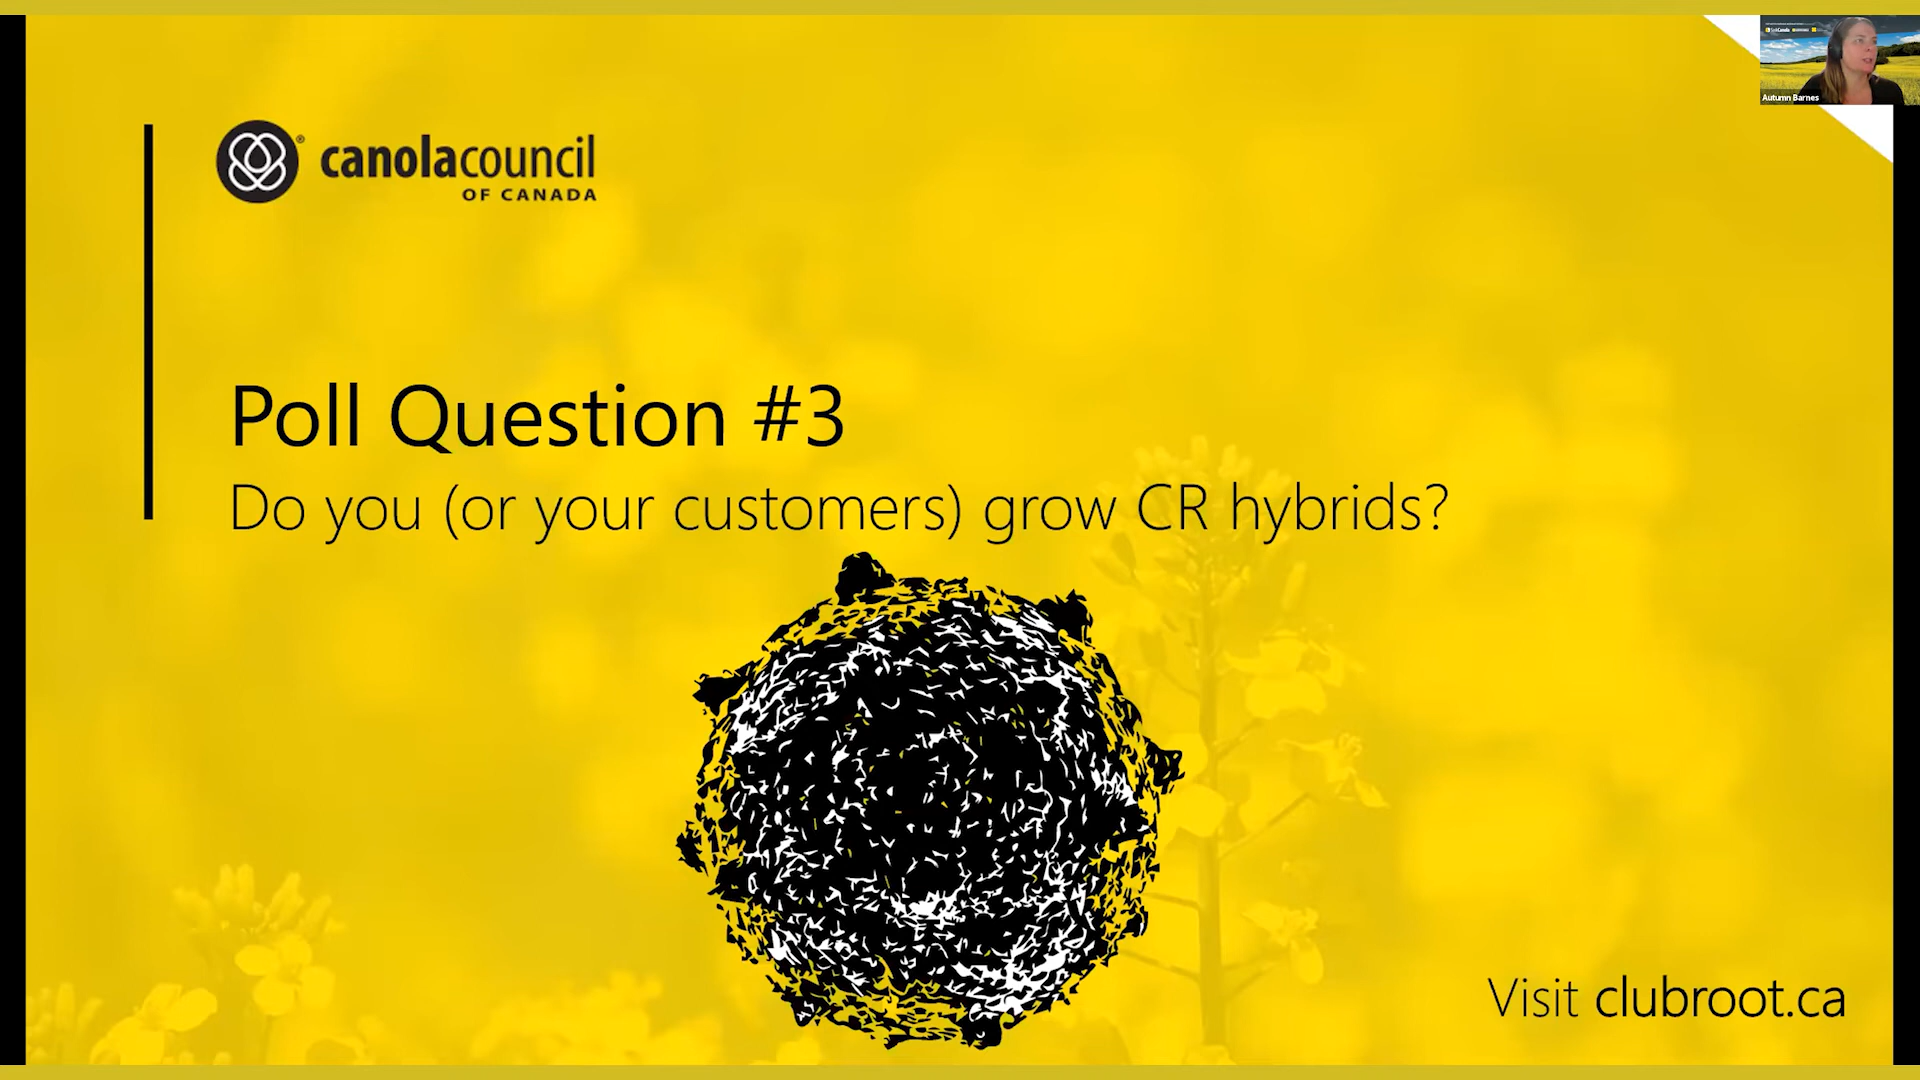 Autumn Barnes
canolacouncil
OF CANADA
Poll Question #3
Do you (or your customers) grow CR hybrids?
Visit clubroot.ca